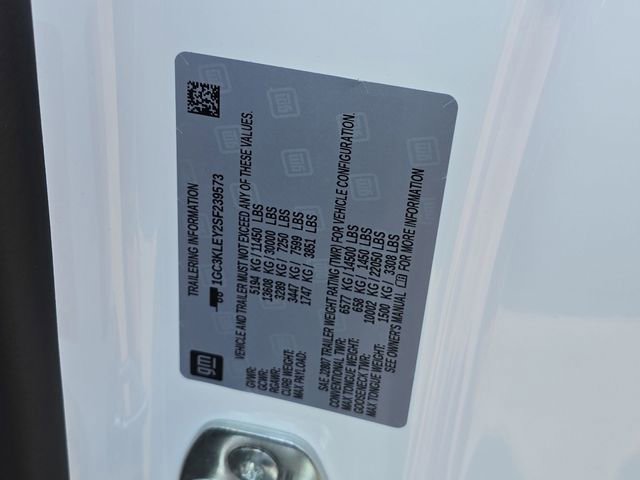 gm
TRAILERING INFORMATION
1GC3KLEY2SF239573
VEHICLE AND TRAILER MUST NOT EXCEED ANY OF THESE VALUES.
GVWR: 5194 KG / 11450 LBS
GCWR: 13608 KG / 30000 LBS
RGAWR: 3289 KG / 7250 LBS
CURB WEIGHT: 3447 KG / 7599 LBS
MAX PAYLOAD: 1747 KG / 3851 LBS
SAE J2807 TRAILER WEIGHT RATING (TWR) FOR VEHICLE CONFIGURATION.
CONVENTIONAL TWR: 6577 KG / 14500 LBS
MAX TONGUE WEIGHT: 658 KG / 1450 LBS
GOOSENECK TWR: 10002 KG / 22050 LBS
MAX TONGUE WEIGHT: 1500 KG / 3308 LBS
SEE OWNER'S MANUAL FOR MORE INFORMATION